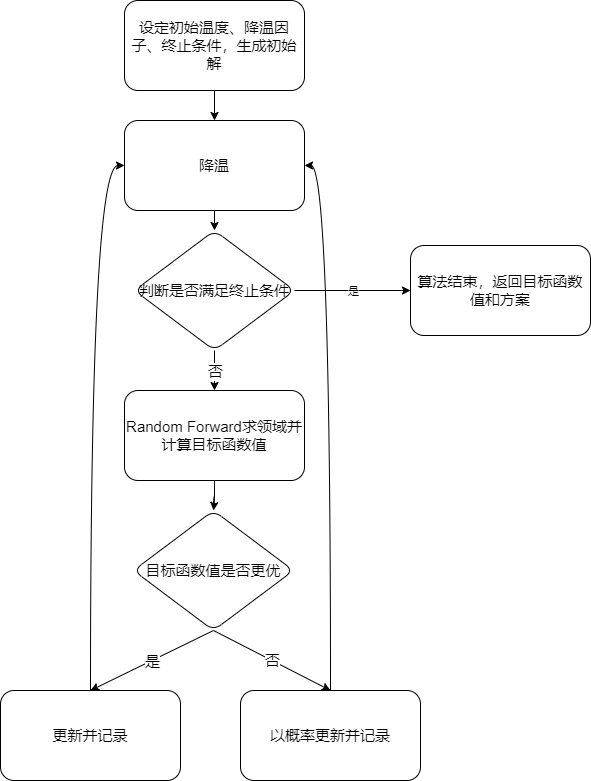 设定初始温度、降温因
子、终止条件，生成初始
解
降温
判断是否满足终止条件
是
算法结束，返回目标函数
值和方案
否
Random Forward求领域并
计算目标函数值
目标函数值是否更优
是
否
更新并记录
以概率更新并记录